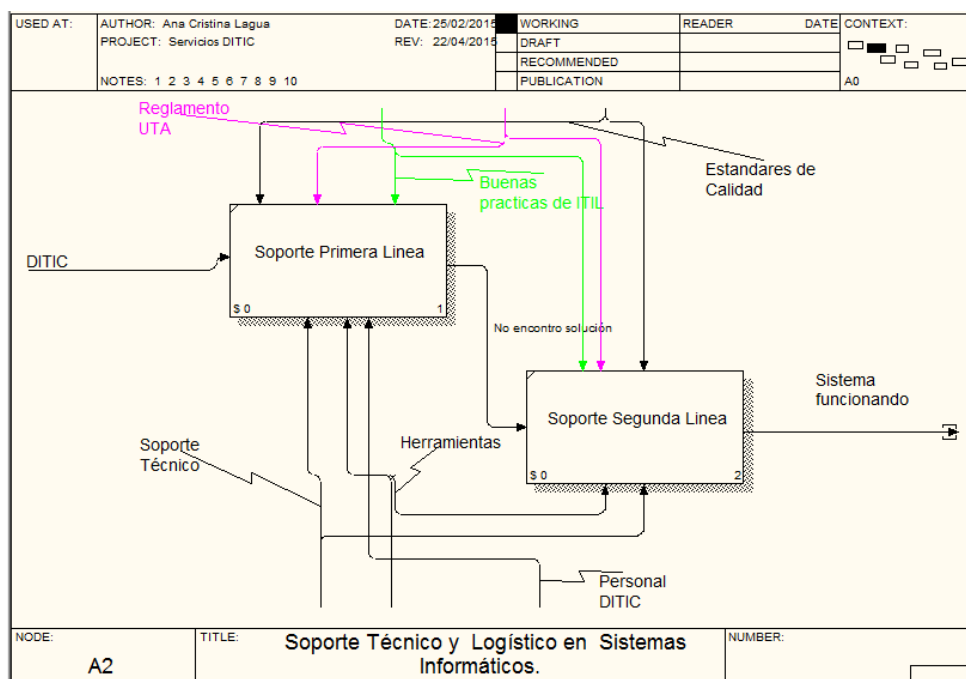 USED AT:
AUTHOR: Ana Cristina Lagua
DATE: 25/02/2015
WORKING
READER
DATE
CONTEXT:
PROJECT: Servicios DITIC
REV: 22/04/2015
DRAFT
RECOMMENDED
NOTES: 1 2 3 4 5 6 7 8 9 10
PUBLICATION
A0
Reglamento
UTA
Estandares de
Calidad
Buenas
practicas de ITIL
DITIC
Soporte Primera Linea
$ 0
1
No encontro solución
Soporte Segunda Linea
$ 0
2
Sistema
funcionando
Soporte
Técnico
Herramientas
Personal
DITIC
NODE:
A2
TITLE:
Soporte Técnico y Logístico en Sistemas
Informáticos.
NUMBER: